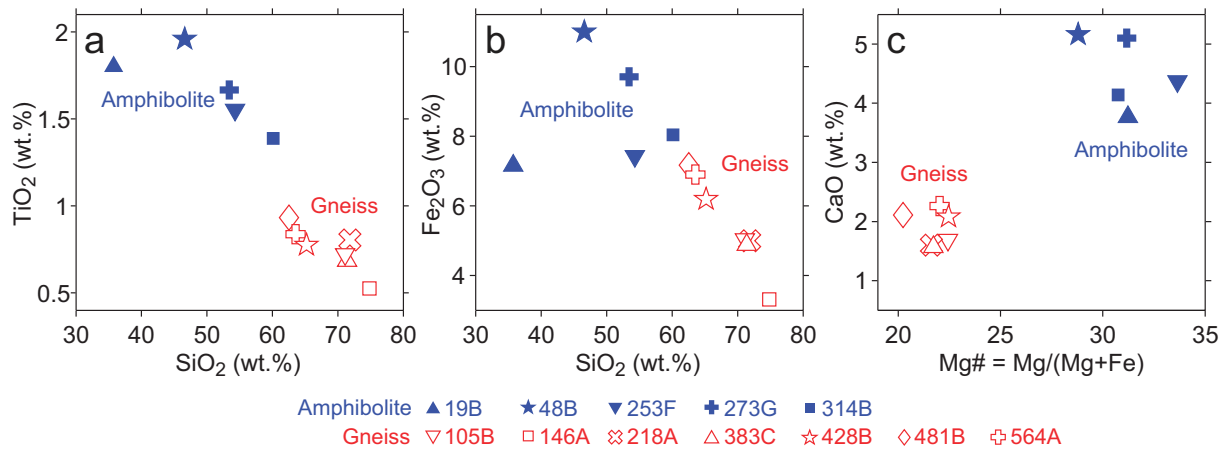 a
2
1.5
1
0.5
TiO2 (wt.%)
Amphibolite
Gneiss
30 40 50 60 70 80
SiO2 (wt.%)
b
10
8
6
4
Fe2O3 (wt.%)
Amphibolite
Gneiss
30 40 50 60 70 80
SiO2 (wt.%)
c
5
4
3
2
1
CaO (wt.%)
Amphibolite
Gneiss
20 25 30 35
Mg# = Mg/(Mg+Fe)
Amphibolite 19B 48B 253F 273G 314B
Gneiss 105B 146A 218A 383C 428B 481B 564A